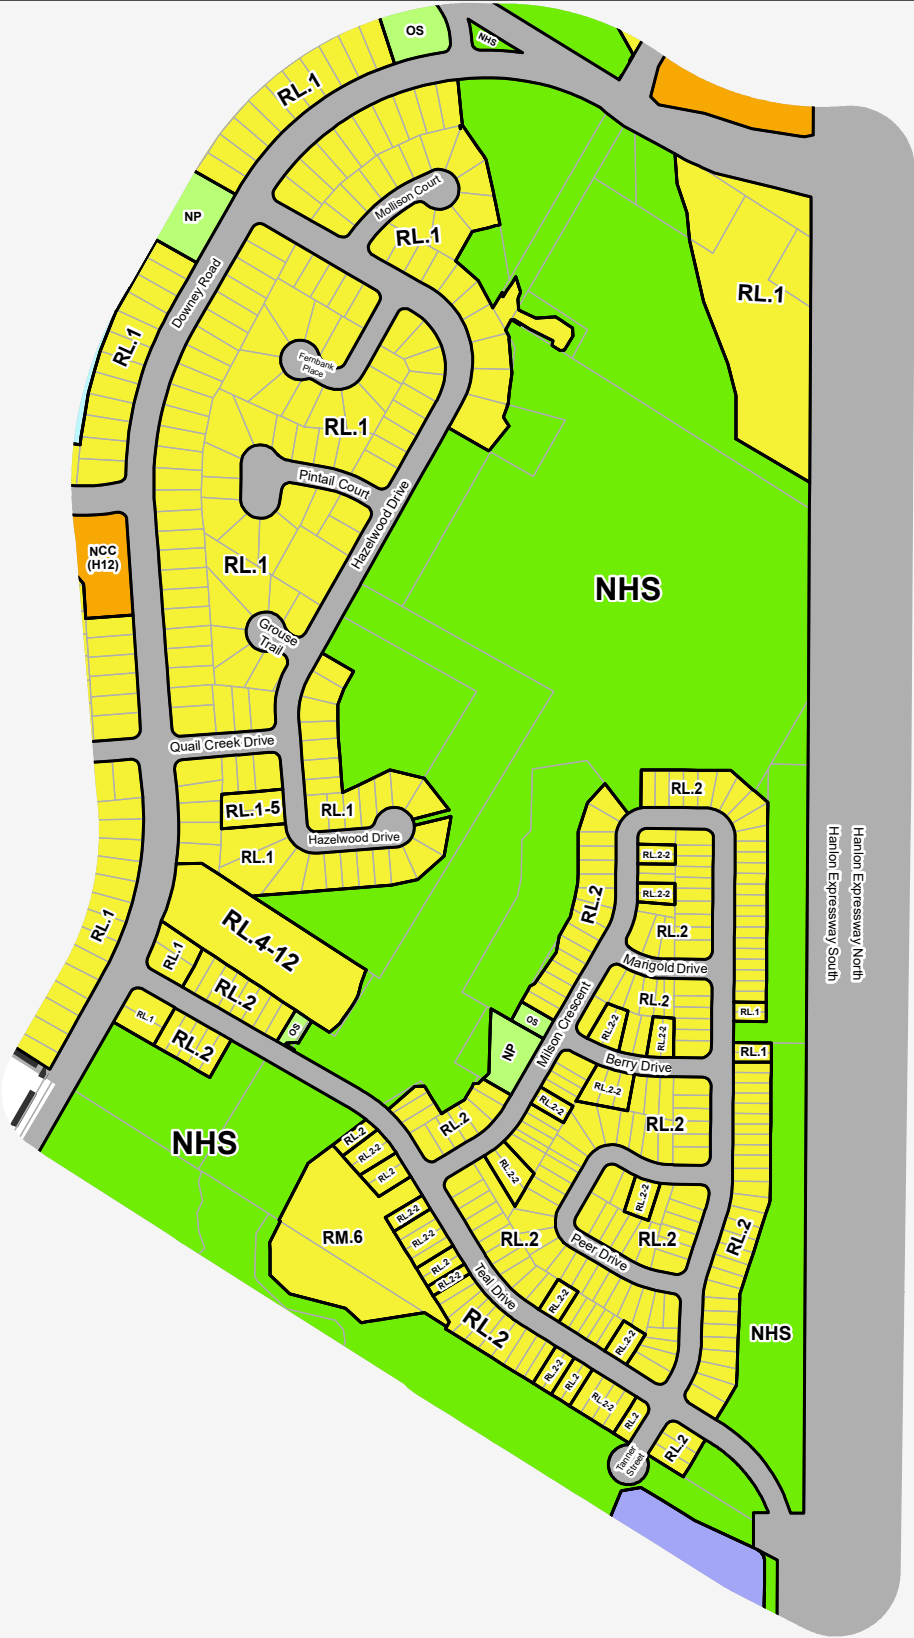 OS
NHS
RL.1
NP
Mollison Court
RL.1
Downey Road
RL.1
RL.1
Fernbank
Place
RL.1
Pintail Court
Hazelwood Drive
NCC
(H12)
RL.1
NHS
Grouse
Trail
Quail Creek Drive
RL.2
RL.1-5
RL.1
Hazelwood Drive
RL.1
RL.2-2
RL.2-2
RL.2
RL.2
Hanlon Expressway North
Hanlon Expressway South
RL.1
RL.4-12
RL.1
RL.2
Marigold Drive
RL.2
RL.1
RL.1
RL.2
OS
OS
NP
Milson Crescent
RL.2-2
RL.2-2
RL.1
Berry Drive
RL.2-2
RL.2-2
RL.2
RL.2
NHS
RL.2
RL.2-2
RL.2
RL.2-2
RL.2-2
RL.2-2
RL.2-2
RM.6
RL.2
RL.2
RL.2
Peer Drive
RL.2
RL.2-2
Teal Drive
RL.2-2
RL.2
RL.2-2
NHS
RL.2-2
RL.2
RL.2-2
RL.2
RL.2
Tanner
Street